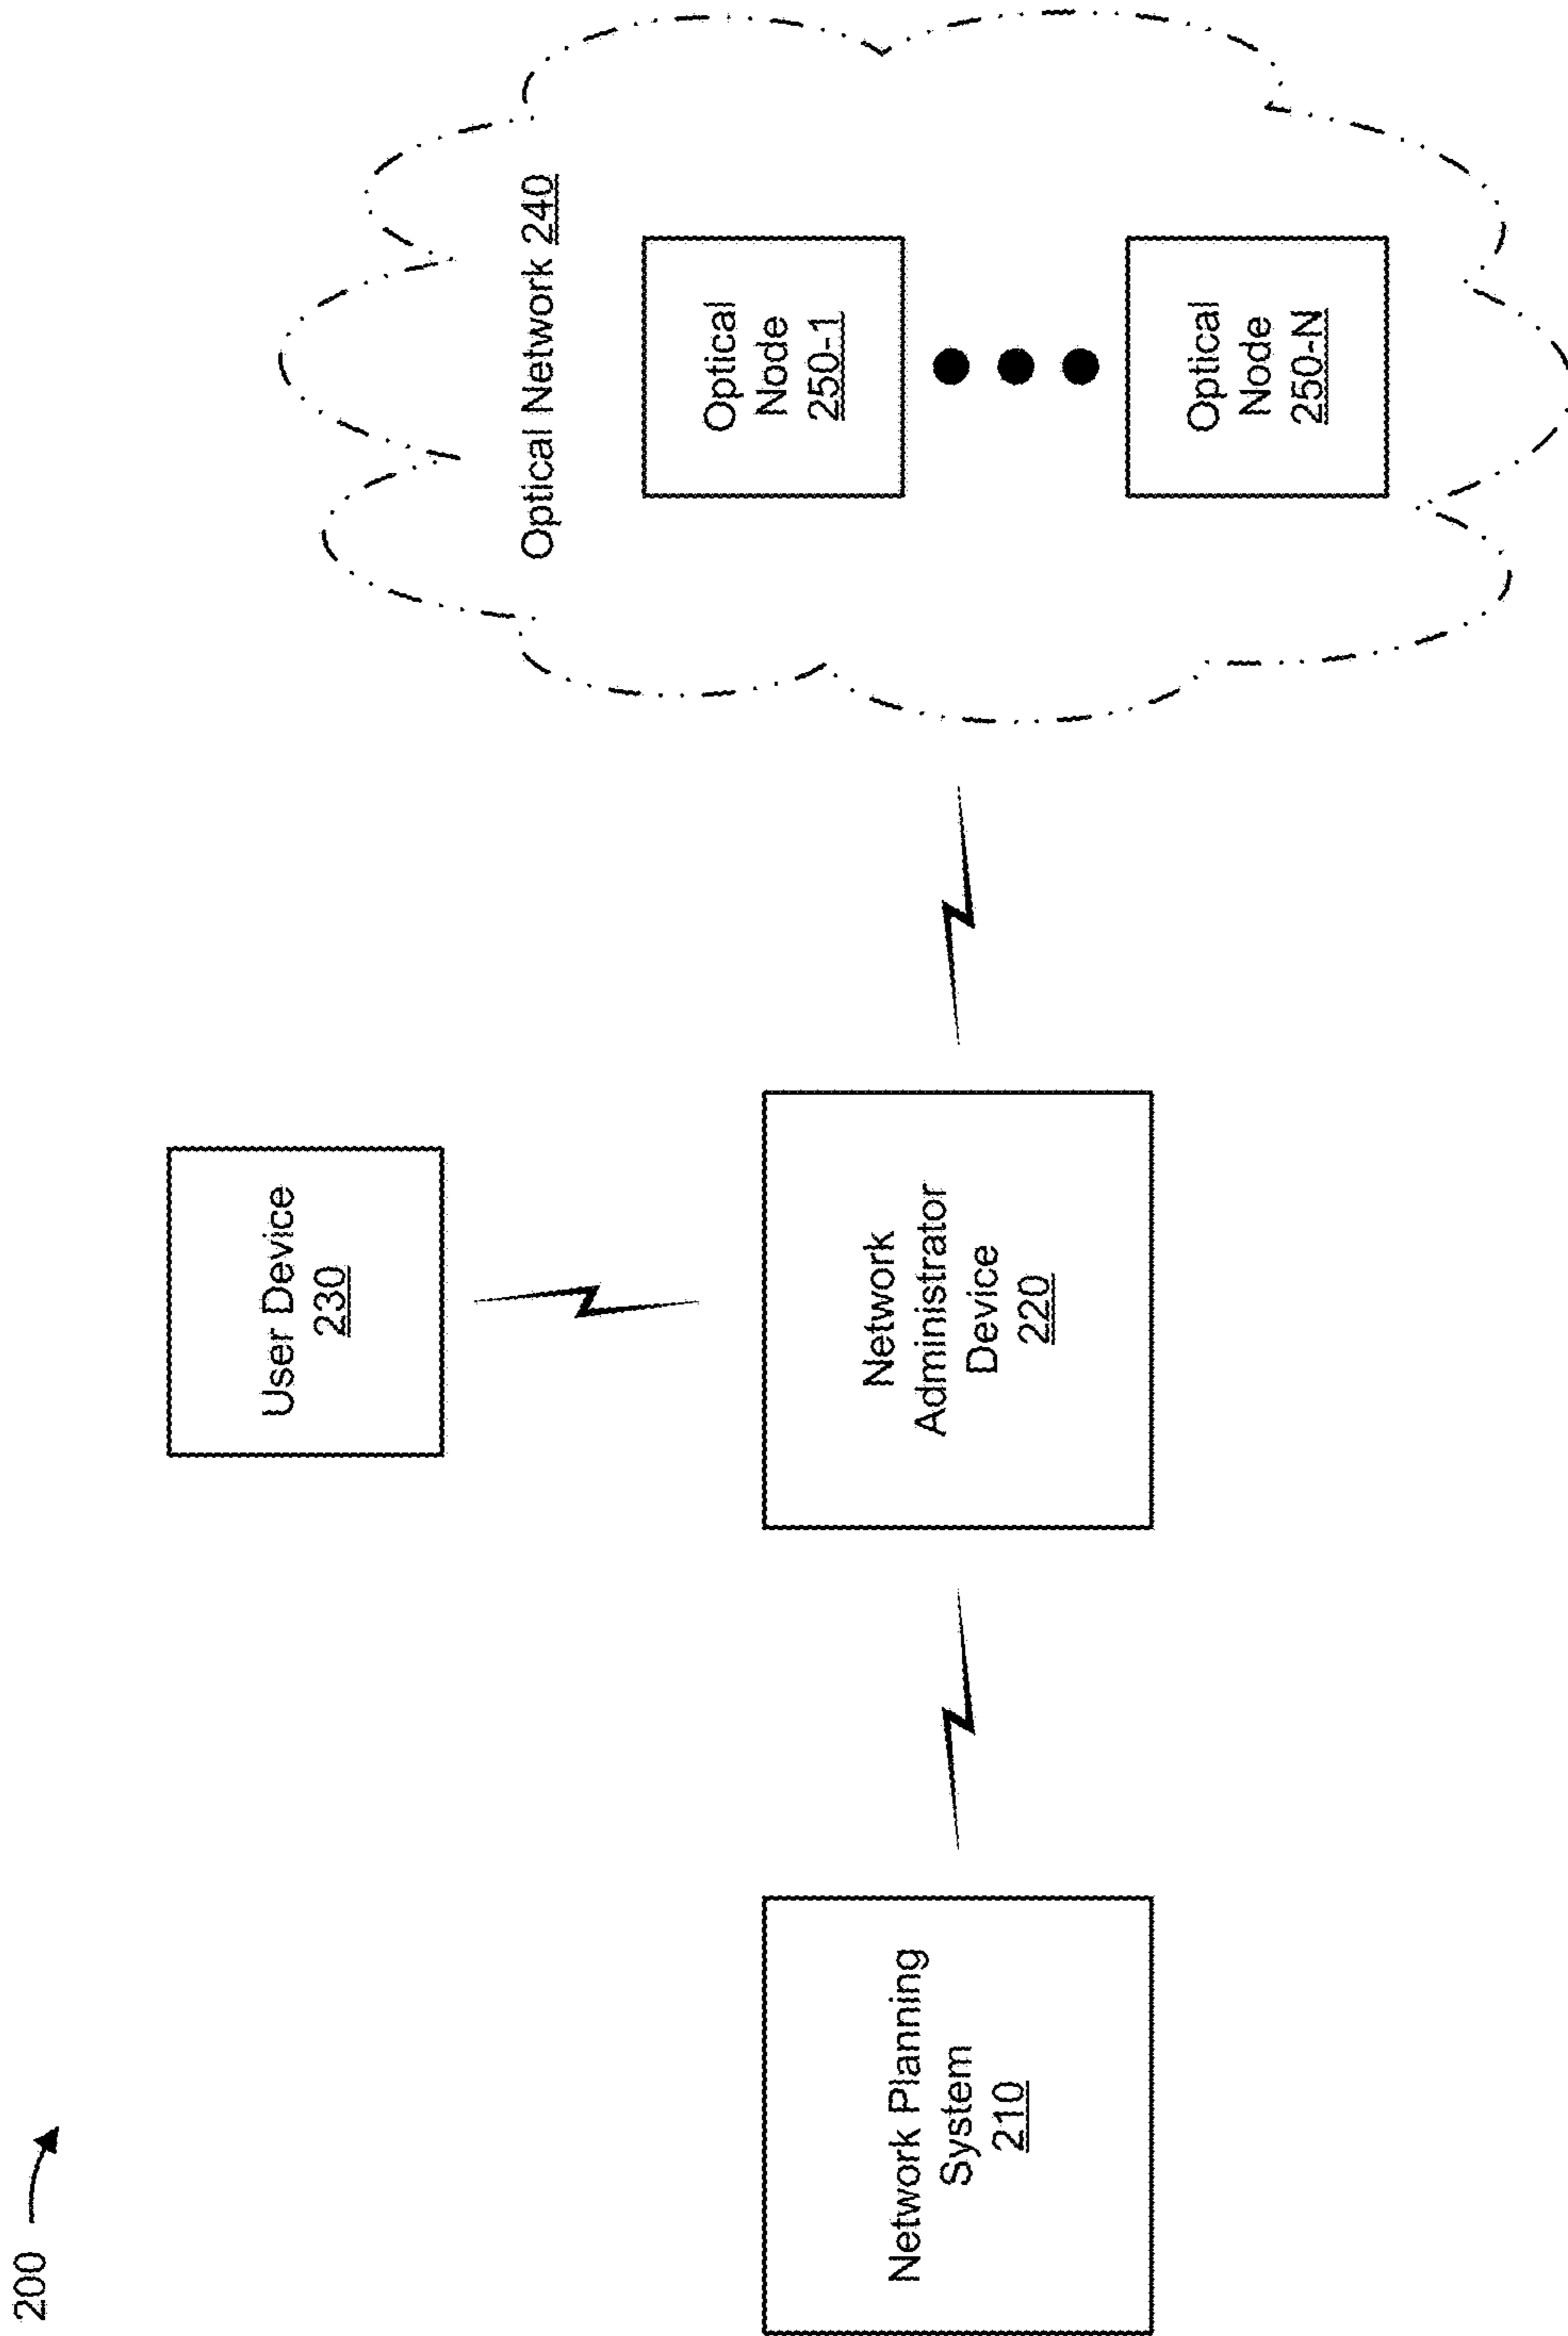 200
User Device
230
Optical Network 240
Optical
Node
250-1
Network Planning
System
210
Network
Administrator
Device
220
Optical
Node
250-N